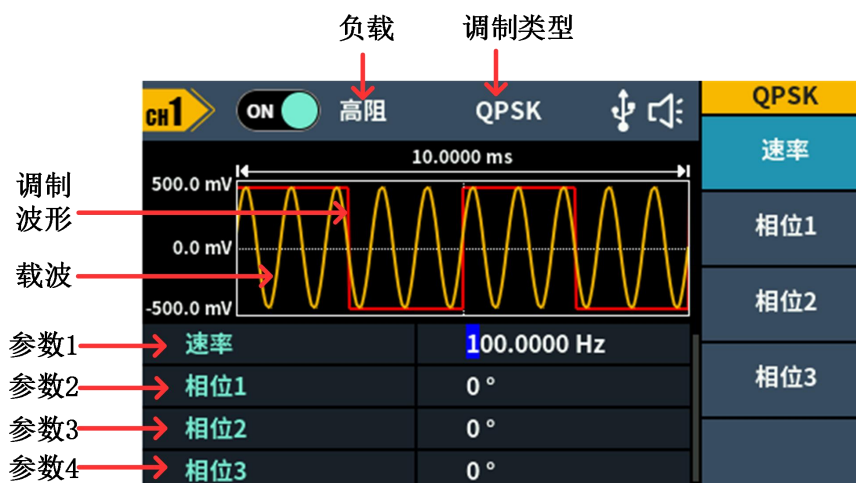 负载
调制类型
CH1
ON
高阻
QPSK
QPSK
速率
相位1
相位2
相位3
10.0000 ms
500.0 mV
0.0 mV
-500.0 mV
调制
波形
载波
参数1
速率
100.0000 Hz
参数2
相位1
0 °
参数3
相位2
0 °
参数4
相位3
0 °